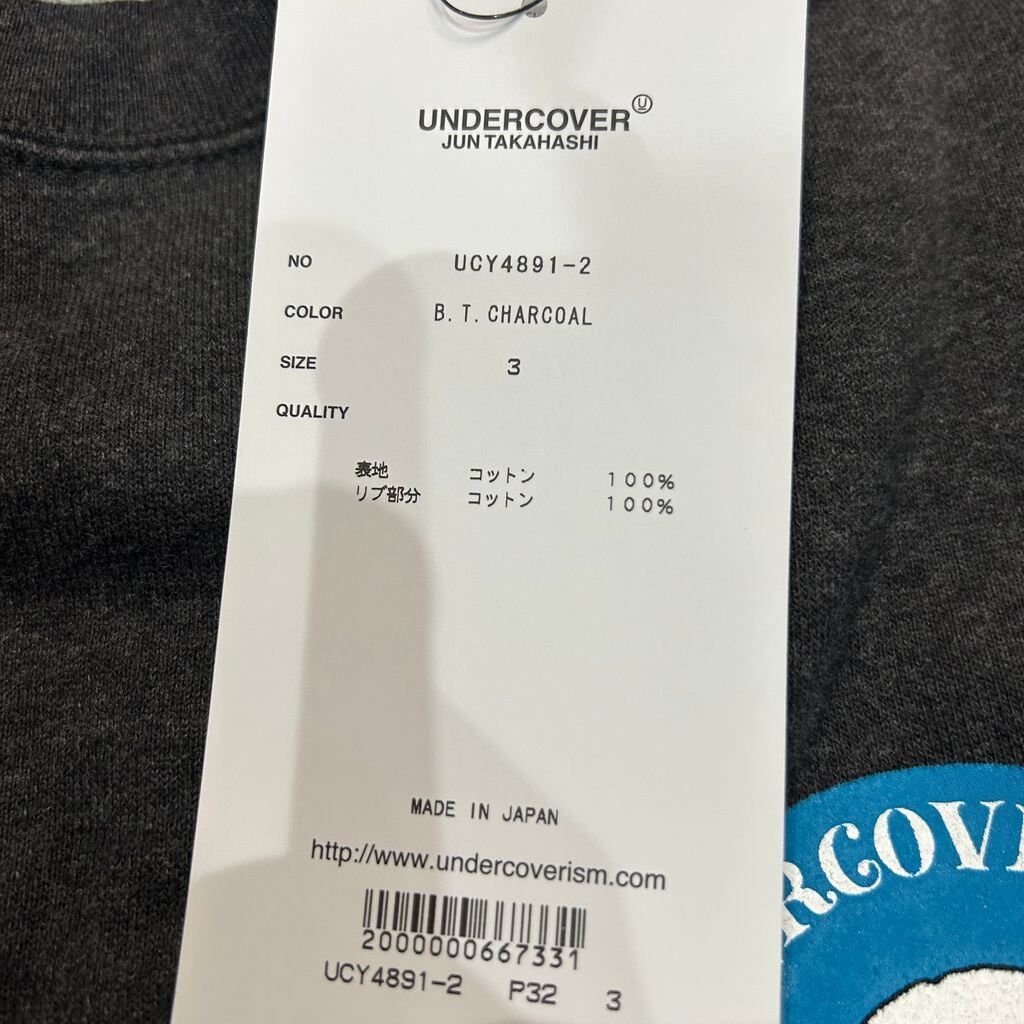 UNDERCOVER
JUN TAKAHASHI
NO UCY4891-2
COLOR B.T.CHARCOAL
SIZE 3
QUALITY
表地 コットン 100%
リブ部分 コットン 100%
MADE IN JAPAN
http://www.undercoverism.com
2000000667331
UCY4891-2 P32 3
RCOV